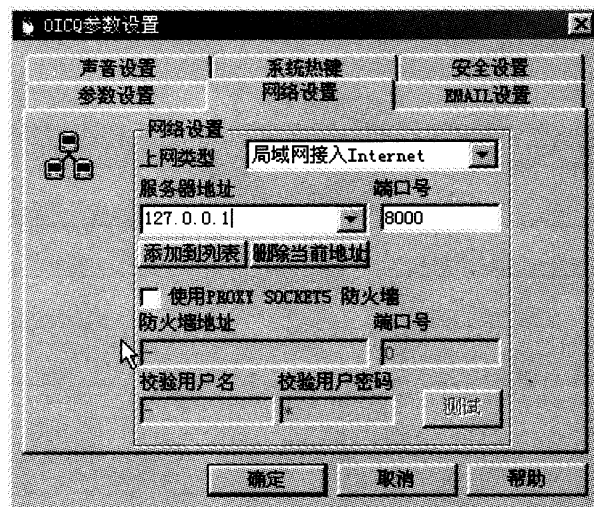 OICQ参数设置
声音设置 系统热键 安全设置
参数设置 网络设置 EMAIL设置
网络设置
上网类型 局域网接入Internet
服务器地址 端口号
127.0.0.1 8000
添加到列表 删除当前地址
使用PROXY SOCKET5 防火墙
防火墙地址 端口号
- 0
校验用户名 校验用户密码
- * 测试
确定 取消 帮助